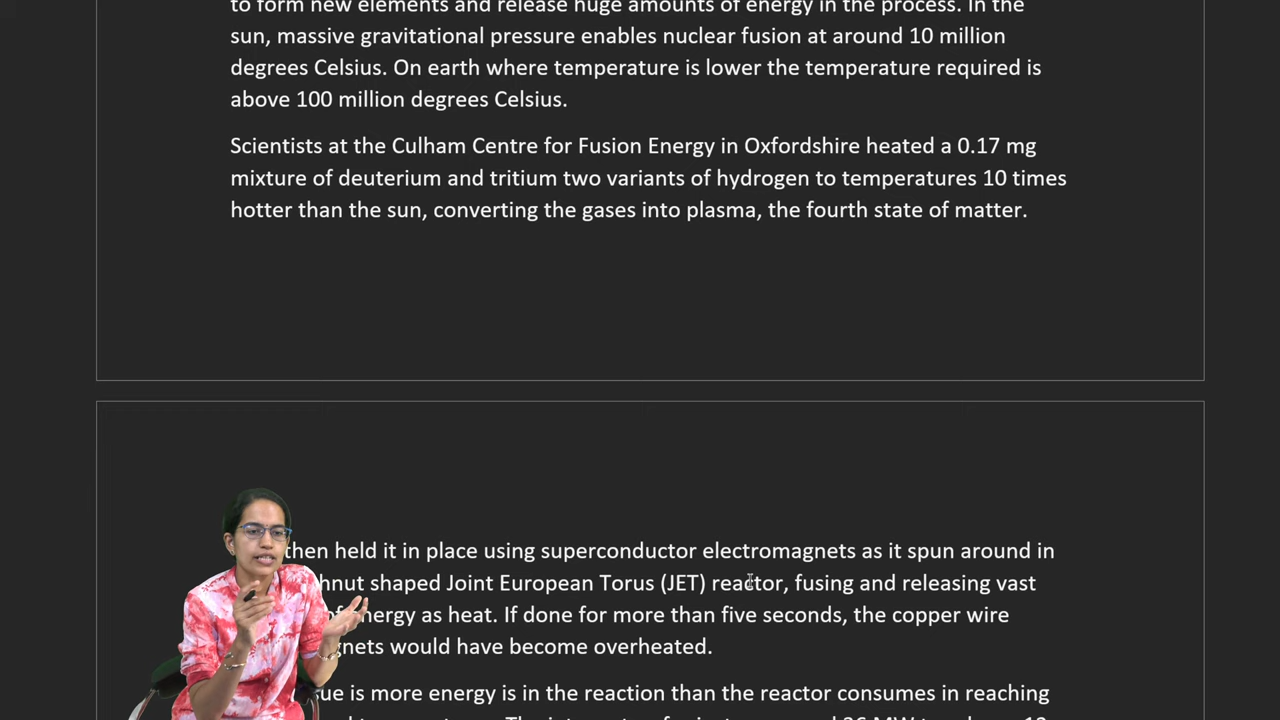 to form new elements and release huge amounts of energy in the process. In the
sun, massive gravitational pressure enables nuclear fusion at around 10 million
degrees Celsius. On earth where temperature is lower the temperature required is
above 100 million degrees Celsius.
Scientists at the Culham Centre for Fusion Energy in Oxfordshire heated a 0.17 mg
mixture of deuterium and tritium two variants of hydrogen to temperatures 10 times
hotter than the sun, converting the gases into plasma, the fourth state of matter.
then held it in place using superconductor electromagnets as it spun around in
shaped Joint European Torus (JET) reactor, fusing and releasing vast
energy as heat. If done for more than five seconds, the copper wire
would have become overheated.
is more energy is in the reaction than the reactor consumes in reaching